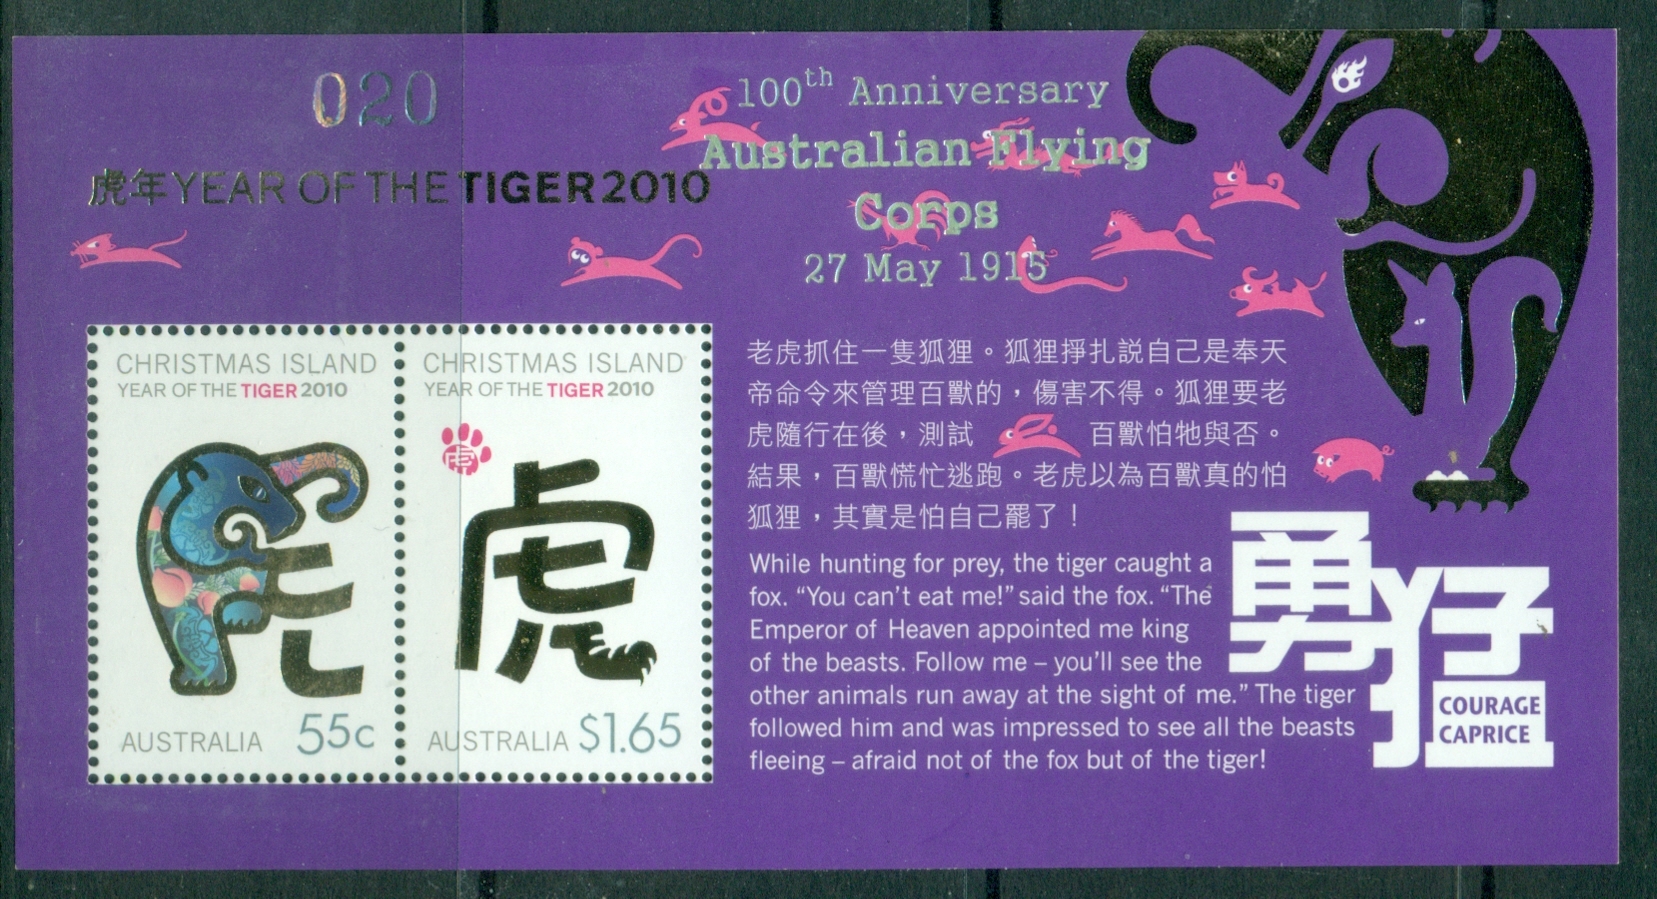 020
100th Anniversary
Australian Flying
Corps
27 May 1915
虎年 YEAR OF THE TIGER 2010
CHRISTMAS ISLAND
YEAR OF THE TIGER 2010
AUSTRALIA 55c
CHRISTMAS ISLAND
YEAR OF THE TIGER 2010
虎
虎
AUSTRALIA $1.65
老虎抓住一隻狐狸。狐狸掙扎説自己是奉天
帝命令來管理百獸的，傷害不得。狐狸要老
虎隨行在後，測試 百獸怕牠與否。
結果，百獸慌忙逃跑。老虎以為百獸真的怕
狐狸，其實是怕自己罷了！
While hunting for prey, the tiger caught a
fox. “You can’t eat me!” said the fox. “The
Emperor of Heaven appointed me king
of the beasts. Follow me – you’ll see the
other animals run away at the sight of me.” The tiger
followed him and was impressed to see all the beasts
fleeing – afraid not of the fox but of the tiger!
勇猛
COURAGE
CAPRICE